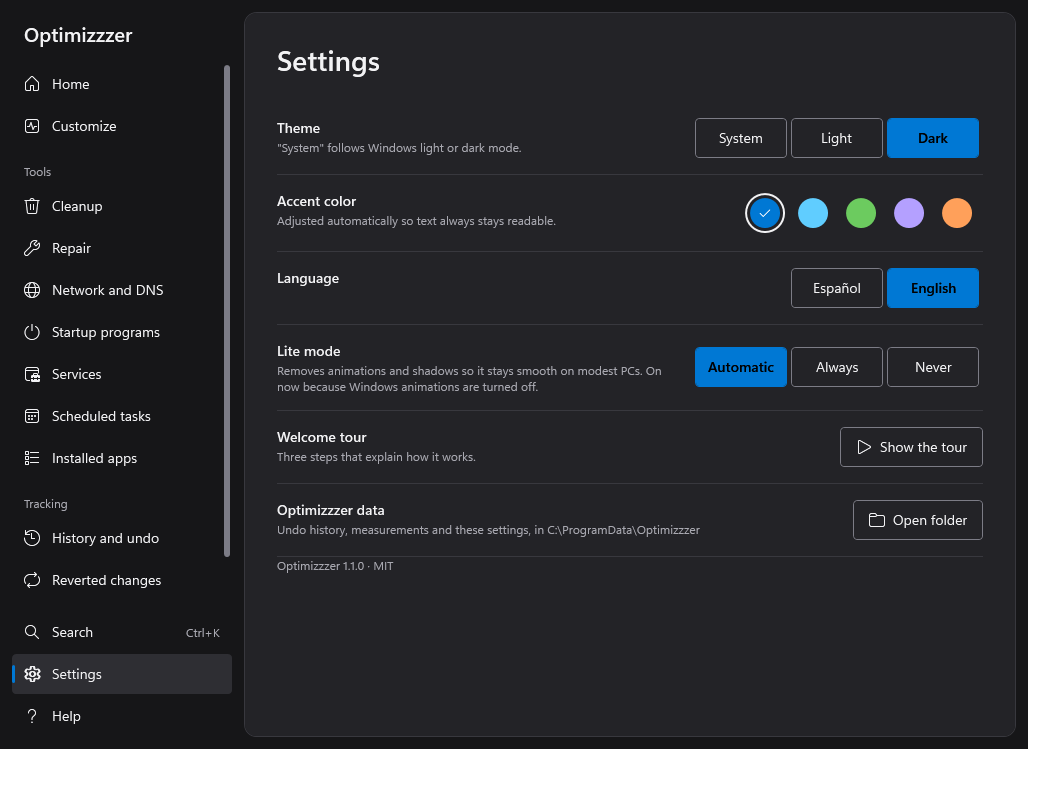 Optimizzzer
Home
Customize
Tools
Cleanup
Repair
Network and DNS
Startup programs
Services
Scheduled tasks
Installed apps
Tracking
History and undo
Reverted changes
Search Ctrl+K
Settings
Help
Settings
Theme
"System" follows Windows light or dark mode.
System Light Dark
Accent color
Adjusted automatically so text always stays readable.
Language
Español English
Lite mode
Removes animations and shadows so it stays smooth on modest PCs. On
now because Windows animations are turned off.
Automatic Always Never
Welcome tour
Three steps that explain how it works.
Show the tour
Optimizzzer data
Undo history, measurements and these settings, in C:\ProgramData\Optimizzzer
Open folder
Optimizzzer 1.1.0 · MIT